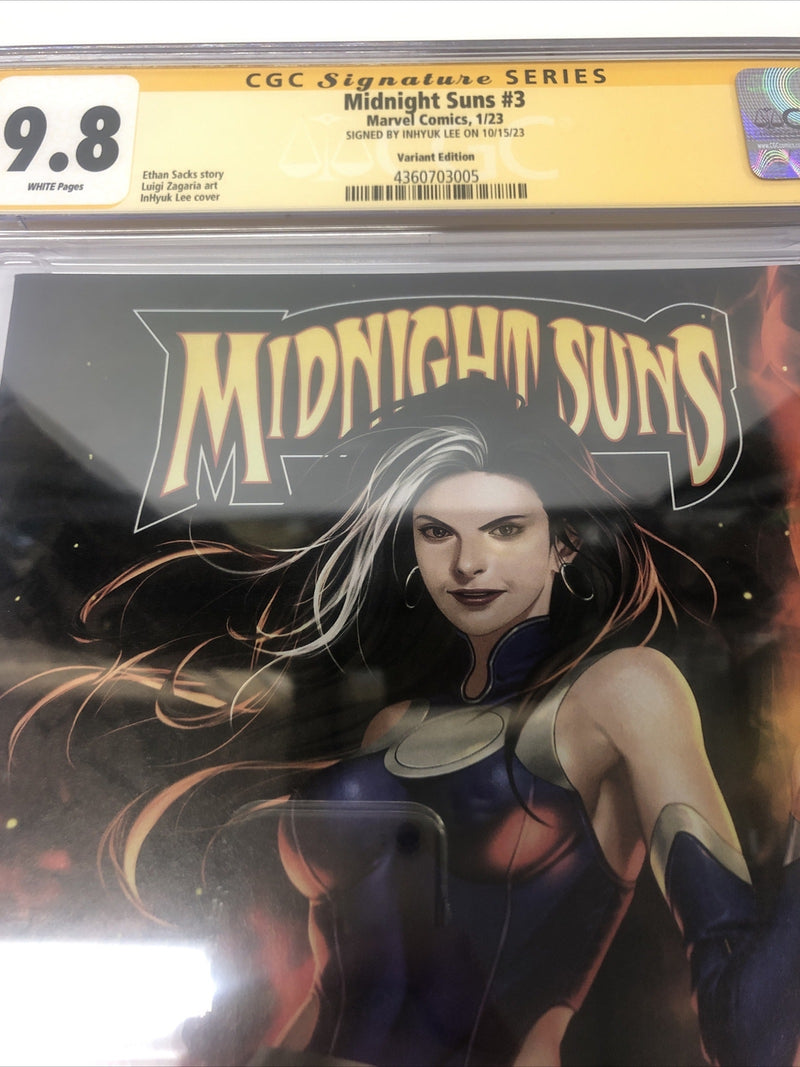 CGC Signature SERIES
9.8
WHITE Pages
Midnight Suns #3
Marvel Comics, 1/23
SIGNED BY INHYUK LEE ON 10/15/23
Variant Edition
4360703005
Ethan Sacks story
Luigi Zagaria art
InHyuk Lee cover
CGC
MIDNIGHT SUNS